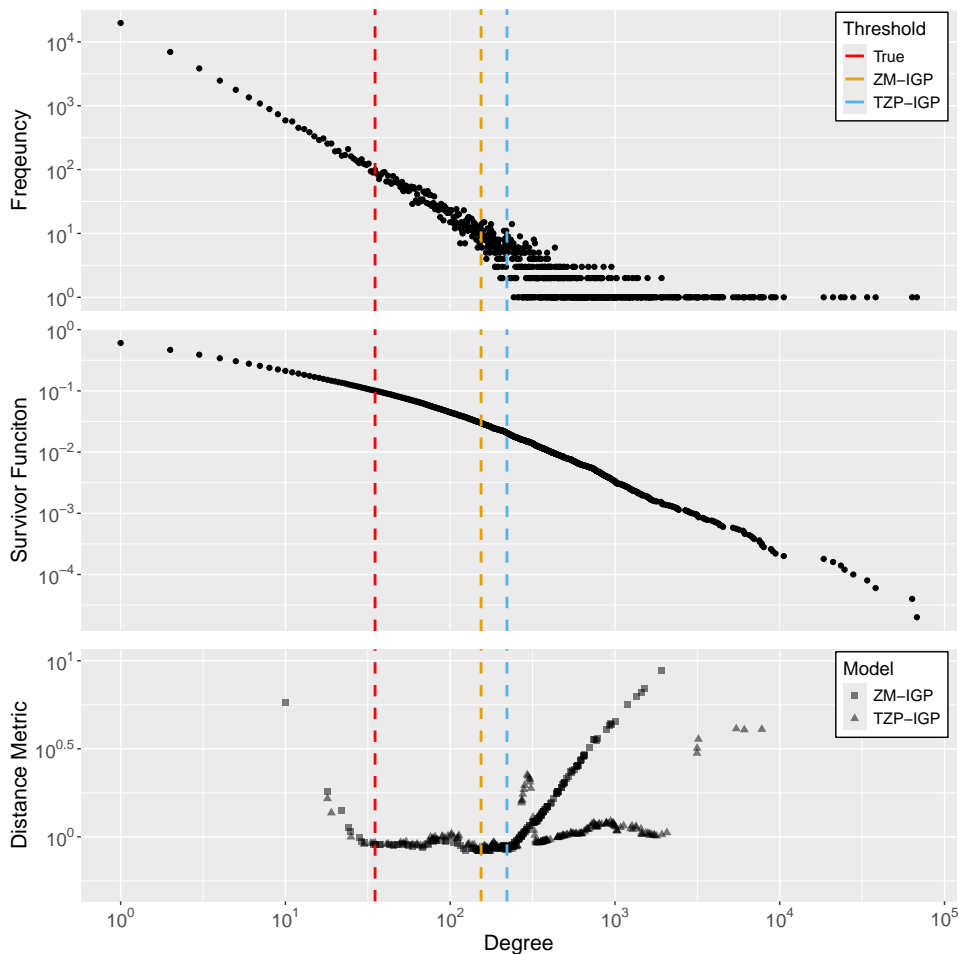 Threshold
True
ZM−IGP
TZP−IGP
Freqeuncy
10^4
10^3
10^2
10^1
10^0
Survivor Funciton
10^0
10^−1
10^−2
10^−3
10^−4
Model
ZM−IGP
TZP−IGP
Distance Metric
10^1
10^0.5
10^0
10^0 10^1 10^2 10^3 10^4 10^5
Degree